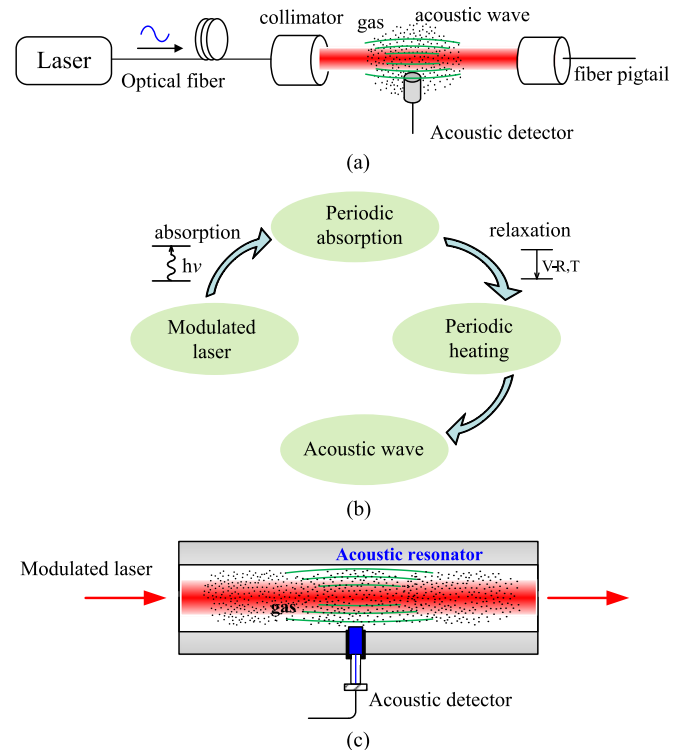 collimator
gas
acoustic wave
Laser
Optical fiber
fiber pigtail
Acoustic detector
(a)
Periodic
absorption
absorption
hν
relaxation
V-R,T
Modulated
laser
Periodic
heating
Acoustic wave
(b)
Acoustic resonator
Modulated laser
gas
Acoustic detector
(c)